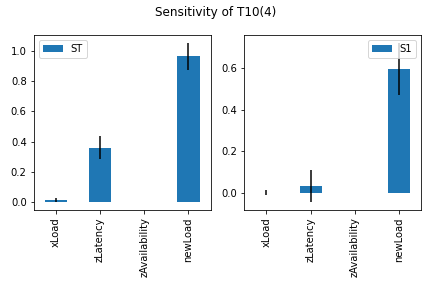 Sensitivity of T10(4)
ST
1.0
0.8
0.6
0.4
0.2
0.0
xLoad
zLatency
zAvailability
newLoad
S1
0.6
0.4
0.2
0.0
xLoad
zLatency
zAvailability
newLoad